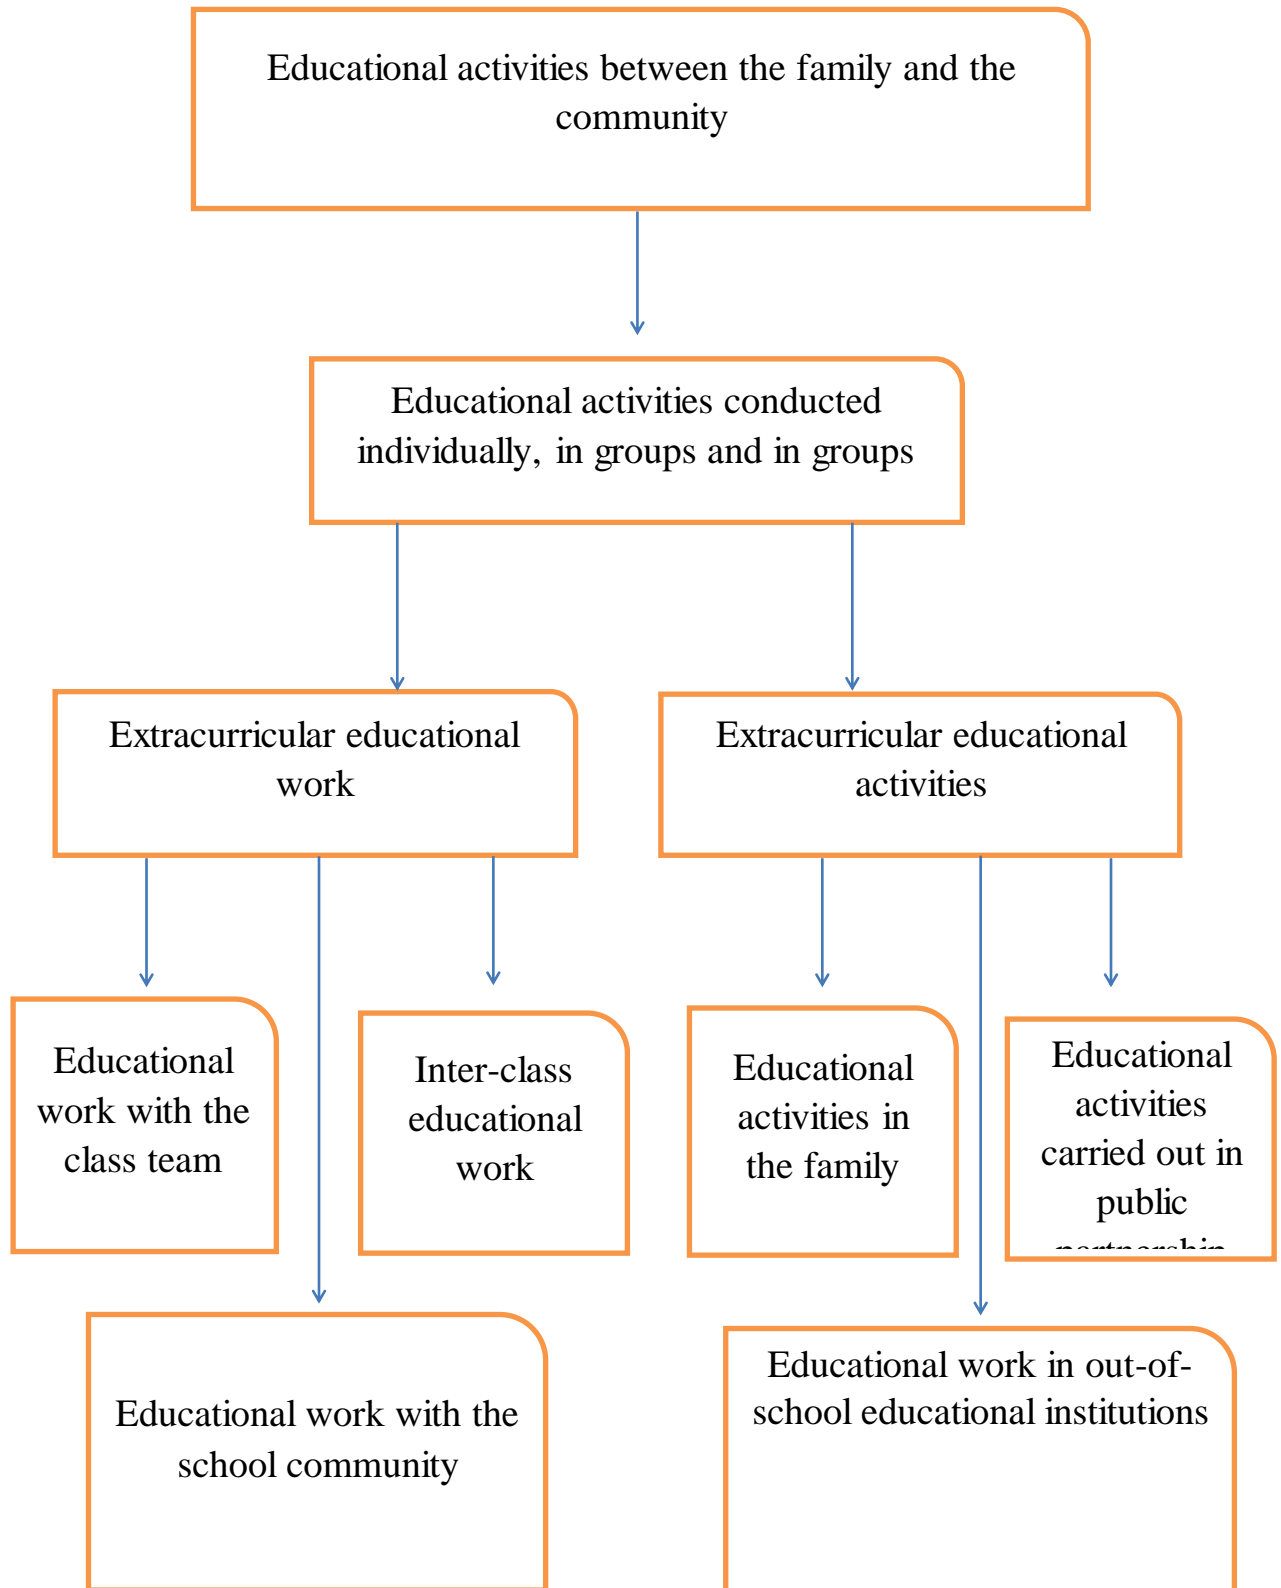 Educational activities between the family and the
community
Educational activities conducted
individually, in groups and in groups
Extracurricular educational
work
Extracurricular educational
activities
Educational
work with the
class team
Inter-class
educational
work
Educational
activities in
the family
Educational
activities
carried out in
public
partnership
Educational work with the
school community
Educational work in out-of-
school educational institutions